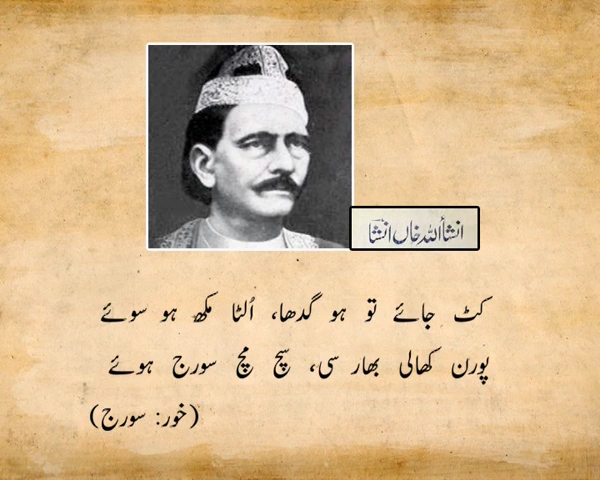 انشأاللہ خاں انشا
کٹ جائے تو ہو گدھا، اُلٹا مکھ ہو سوئے
پورن کھالی بھار سی، سچ مچ سورج ہوئے
(خور: سورج)